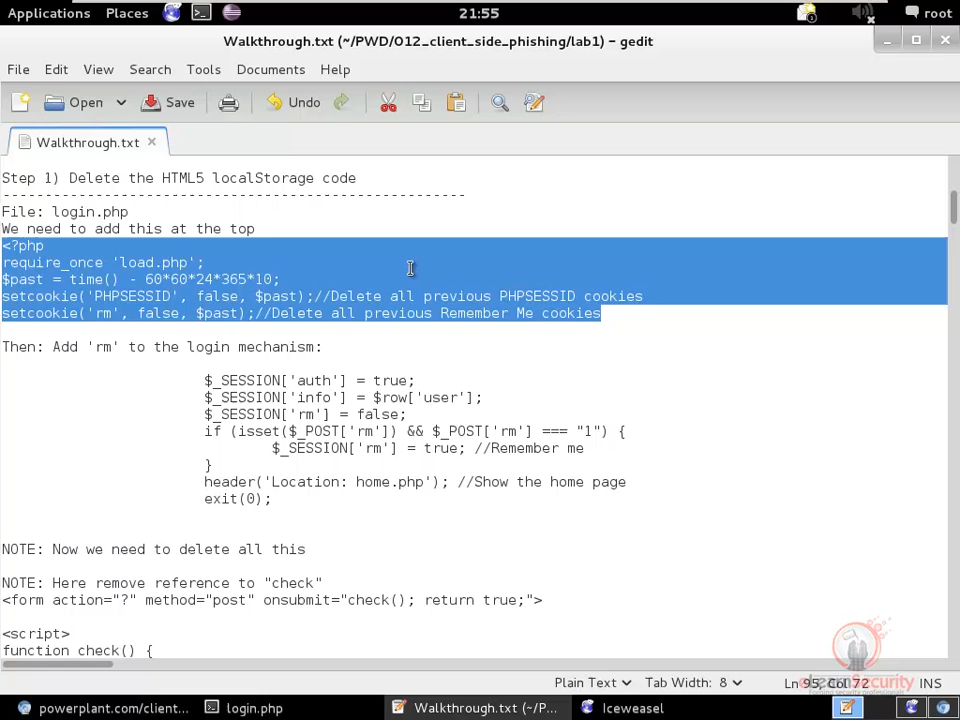 Applications Places 21:55 root
Walkthrough.txt (~/PWD/012_client_side_phishing/lab1) - gedit
File Edit View Search Tools Documents Help
Open Save Undo
Walkthrough.txt
Step 1) Delete the HTML5 localStorage code
-------------------------------------------------------
File: login.php
We need to add this at the top
<?php
require_once 'load.php';
$past = time() - 60*60*24*365*10;
setcookie('PHPSESSID', false, $past);//Delete all previous PHPSESSID cookies
setcookie('rm', false, $past);//Delete all previous Remember Me cookies
Then: Add 'rm' to the login mechanism:
$_SESSION['auth'] = true;
$_SESSION['info'] = $row['user'];
$_SESSION['rm'] = false;
if (isset($_POST['rm']) && $_POST['rm'] === "1") {
$_SESSION['rm'] = true; //Remember me
}
header('Location: home.php'); //Show the home page
exit(0);
NOTE: Now we need to delete all this
NOTE: Here remove reference to "check"
<form action="?" method="post" onsubmit="check(); return true;">
<script>
function check() {
Plain Text Tab Width: 8 Ln 95, Col 72 INS
eLearnSecurity
Forging security professionals
powerplant.com/client... login.php Walkthrough.txt (~/P... Iceweasel